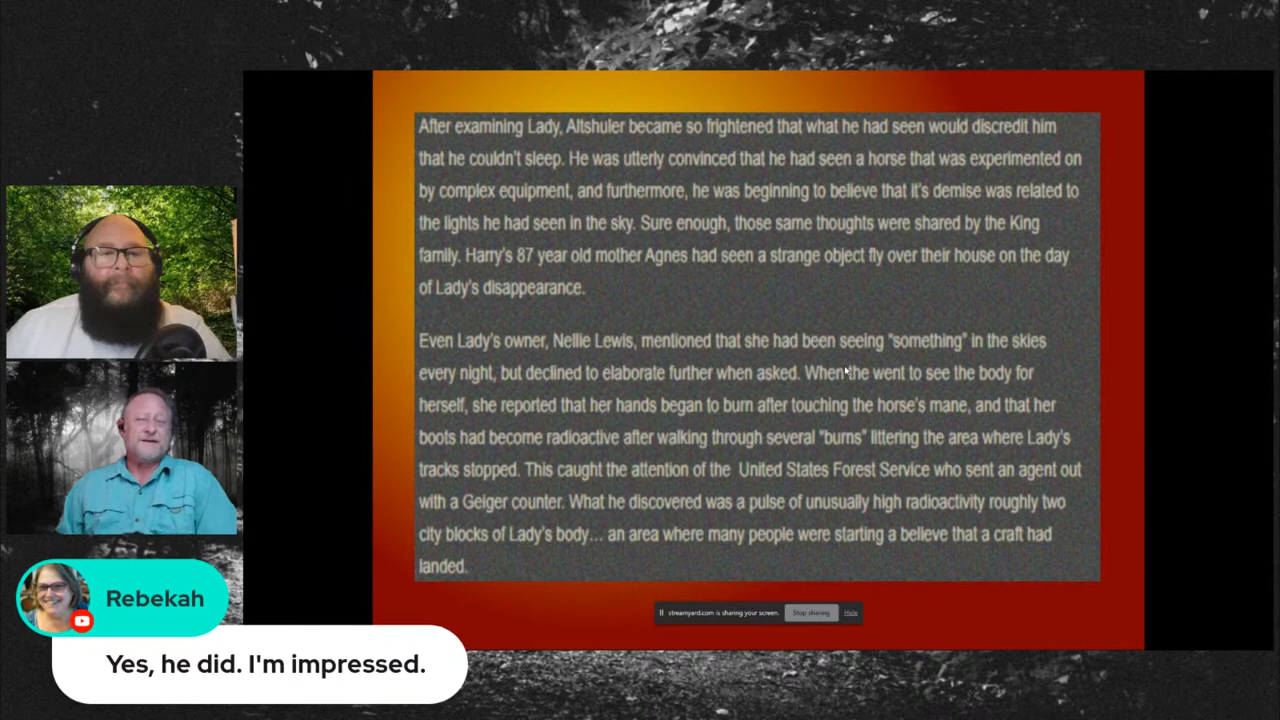 After examining Lady, Altshuler became so frightened that what he had seen would discredit him
that he couldn't sleep. He was utterly convinced that he had seen a horse that was experimented on
by complex equipment, and furthermore, he was beginning to believe that it's demise was related to
the lights he had seen in the sky. Sure enough, those same thoughts were shared by the King
family. Harry's 87 year old mother Agnes had seen a strange object fly over their house on the day
of Lady's disappearance.
Even Lady's owner, Nellie Lewis, mentioned that she had been seeing "something" in the skies
every night, but declined to elaborate further when asked. When the went to see the body for
herself, she reported that her hands began to burn after touching the horse's mane, and that her
boots had become radioactive after walking through several "burns" littering the area where Lady's
tracks stopped. This caught the attention of the United States Forest Service who sent an agent out
with a Geiger counter. What he discovered was a pulse of unusually high radioactivity roughly two
city blocks of Lady's body... an area where many people were starting a believe that a craft had
landed.
streamyard.com is sharing your screen. Stop sharing Hide
Rebekah
Yes, he did. I'm impressed.